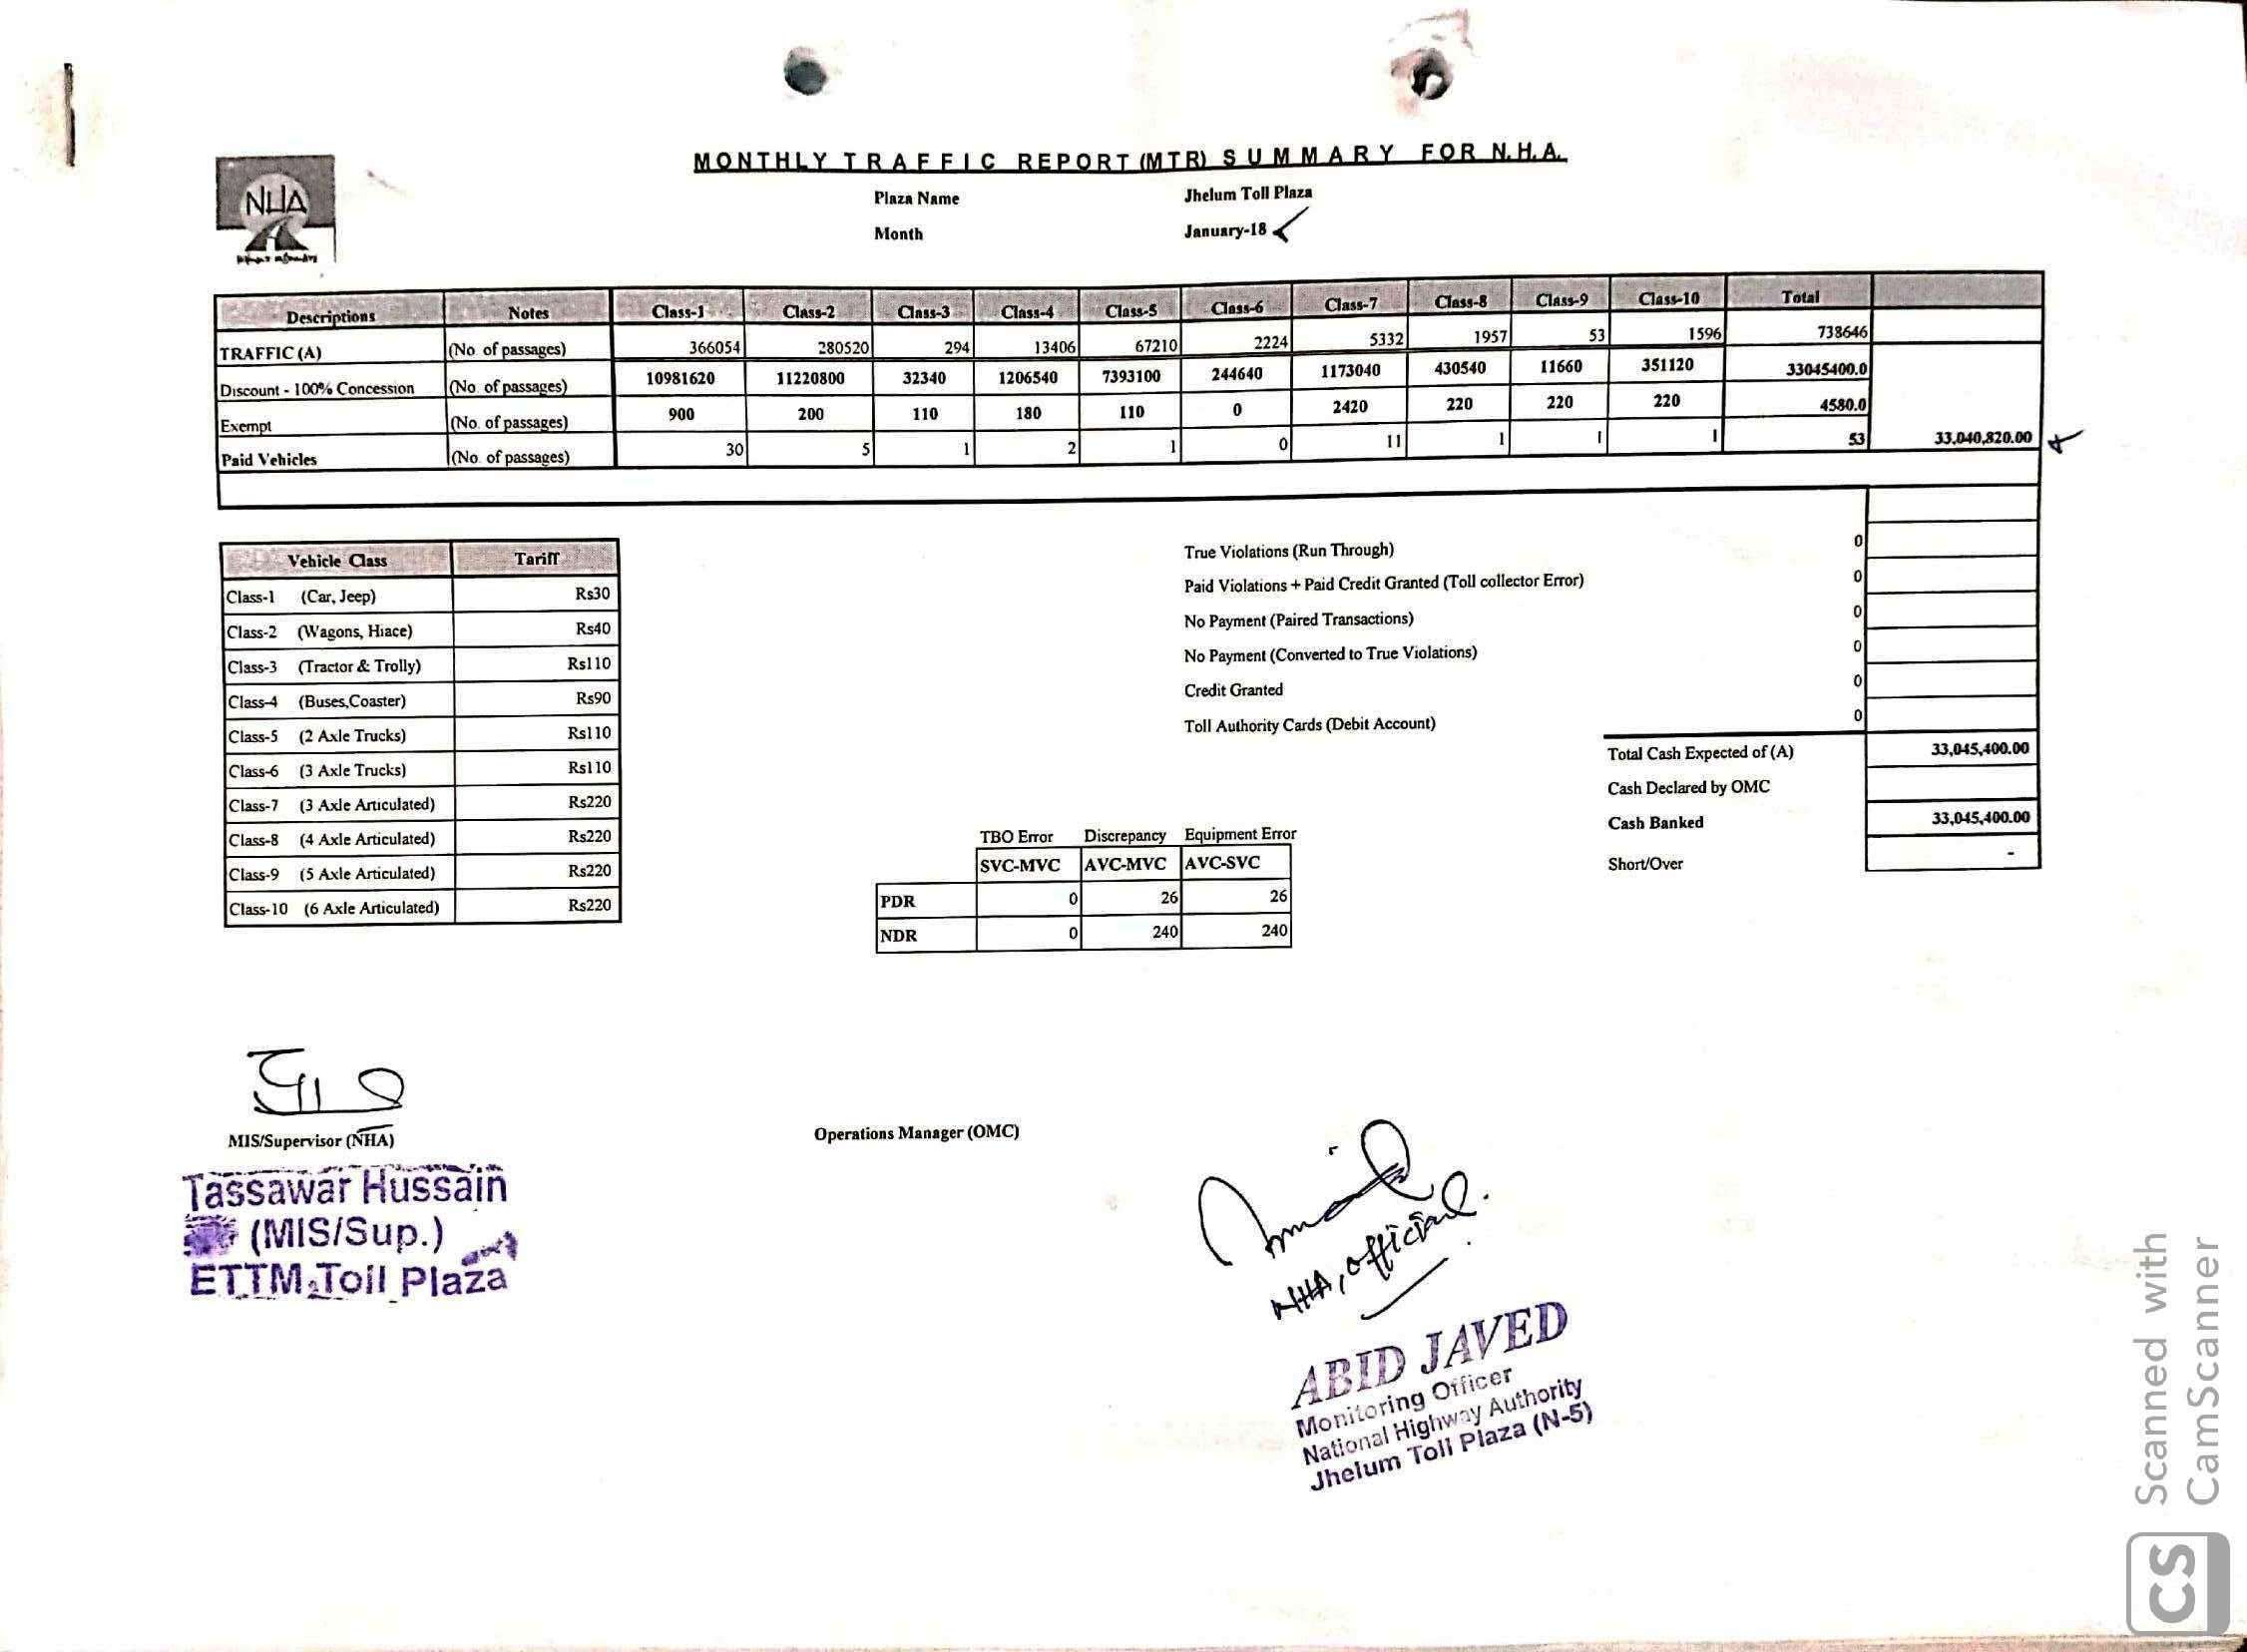 MONTHLY TRAFFIC REPORT (MTR) SUMMARY FOR N.H.A.
NHA
Plaza Name Jhelum Toll Plaza
Month January-18
Descriptions Notes Class-1 Class-2 Class-3 Class-4 Class-5 Class-6 Class-7 Class-8 Class-9 Class-10 Total
TRAFFIC (A) (No. of passages) 366054 280520 294 13406 67210 2224 5332 1957 53 1596 738646
Discount - 100% Concession (No. of passages) 10981620 11220800 32340 1206540 7393100 244640 1173040 430540 11660 351120 33045400.0
Exempt (No. of passages) 900 200 110 180 110 0 2420 220 220 220 4580.0
Paid Vehicles (No. of passages) 30 5 1 2 1 0 11 1 1 1 53 33,040,820.00
Vehicle Class Tariff
Class-1 (Car, Jeep) Rs30
Class-2 (Wagons, Hiace) Rs40
Class-3 (Tractor & Trolly) Rs110
Class-4 (Buses,Coaster) Rs90
Class-5 (2 Axle Trucks) Rs110
Class-6 (3 Axle Trucks) Rs110
Class-7 (3 Axle Articulated) Rs220
Class-8 (4 Axle Articulated) Rs220
Class-9 (5 Axle Articulated) Rs220
Class-10 (6 Axle Articulated) Rs220
True Violations (Run Through) 0
Paid Violations + Paid Credit Granted (Toll collector Error) 0
No Payment (Paired Transactions) 0
No Payment (Converted to True Violations) 0
Credit Granted 0
Toll Authority Cards (Debit Account) 0
Total Cash Expected of (A) 33,045,400.00
Cash Declared by OMC
Cash Banked 33,045,400.00
Short/Over -
TBO Error Discrepancy Equipment Error
SVC-MVC AVC-MVC AVC-SVC
PDR 0 26 26
NDR 0 240 240
MIS/Supervisor (NHA)
Operations Manager (OMC)
Tassawar Hussain
(MIS/Sup.)
ETTM Toll Plaza
NHA, official.
ABID JAVED
Monitoring Officer
National Highway Authority
Jhelum Toll Plaza (N-5)
CS Scanned with
CamScanner